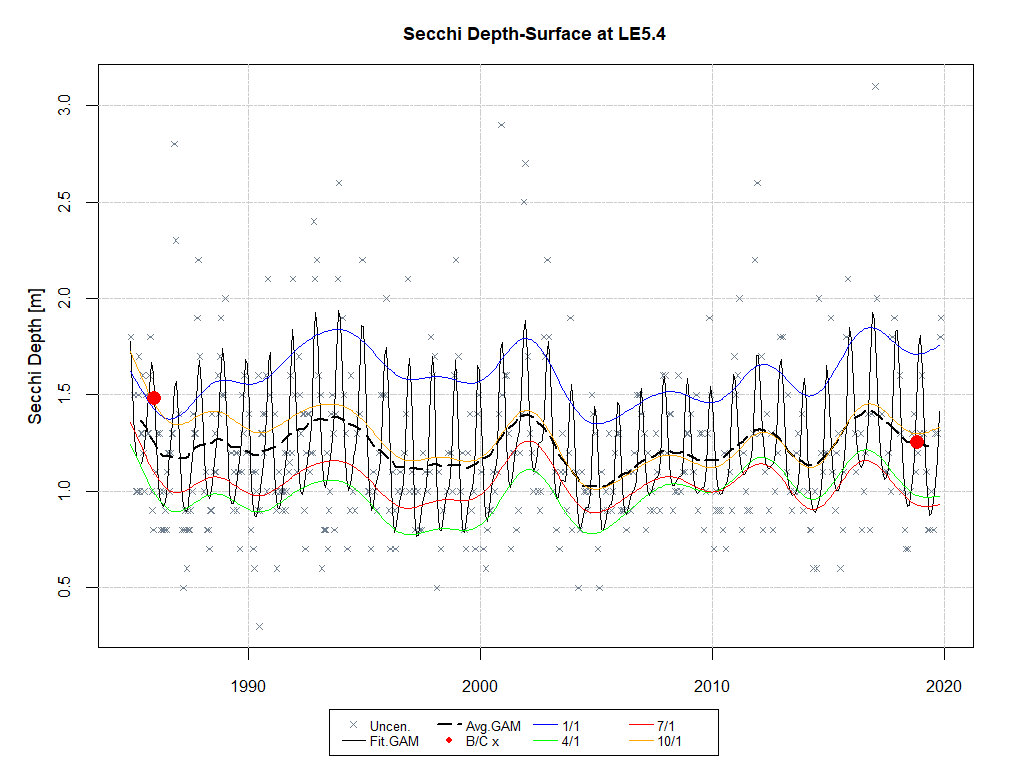 Secchi Depth-Surface at LE5.4
Secchi Depth [m]
3.0
2.5
2.0
1.5
1.0
0.5
1990 2000 2010 2020
Uncen. Avg.GAM 1/1 7/1
Fit.GAM B/C x 4/1 10/1